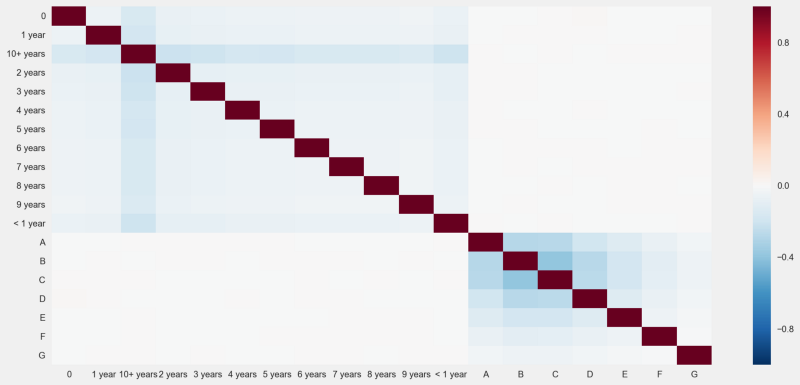 0
1 year
10+ years
2 years
3 years
4 years
5 years
6 years
7 years
8 years
9 years
< 1 year
A
B
C
D
E
F
G
0 1 year 10+ years 2 years 3 years 4 years 5 years 6 years 7 years 8 years 9 years < 1 year A B C D E F G
0.8
0.4
0.0
−0.4
−0.8